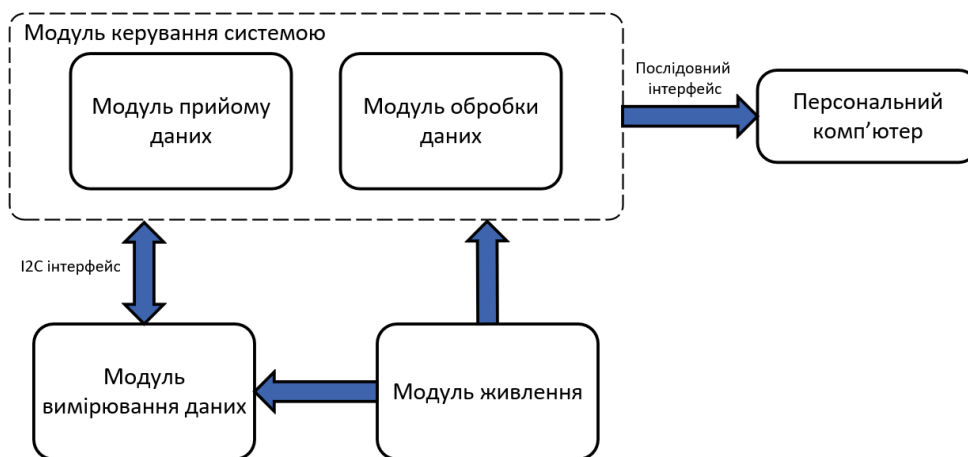 Модуль керування системою
Модуль прийому
даних
Модуль обробки
даних
Послідовний
інтерфейс
Персональний
комп’ютер
I2C інтерфейс
Модуль
вимірювання даних
Модуль живлення